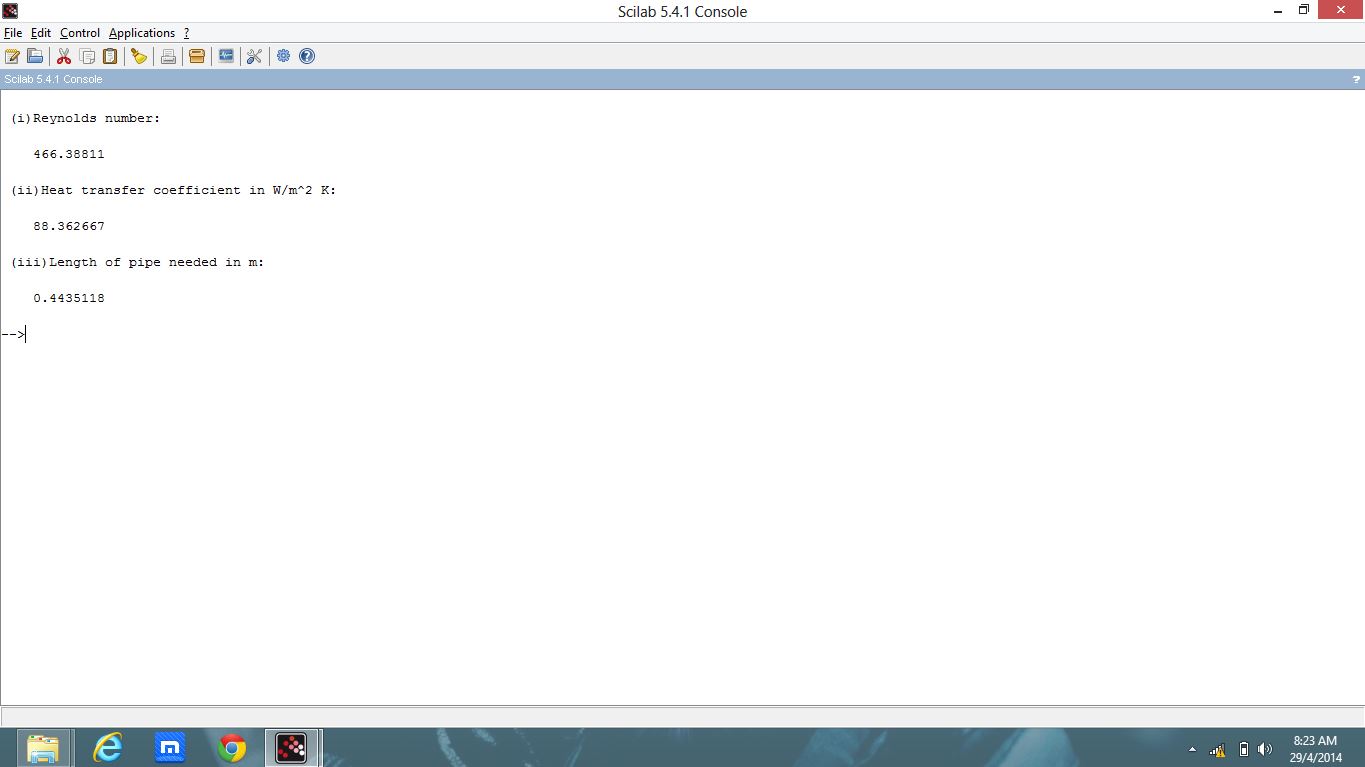 Scilab 5.4.1 Console
File Edit Control Applications ?
Scilab 5.4.1 Console ?
(i)Reynolds number:
466.38811
(ii)Heat transfer coefficient in W/m^2 K:
88.362667
(iii)Length of pipe needed in m:
0.4435118
-->
8:23 AM
29/4/2014